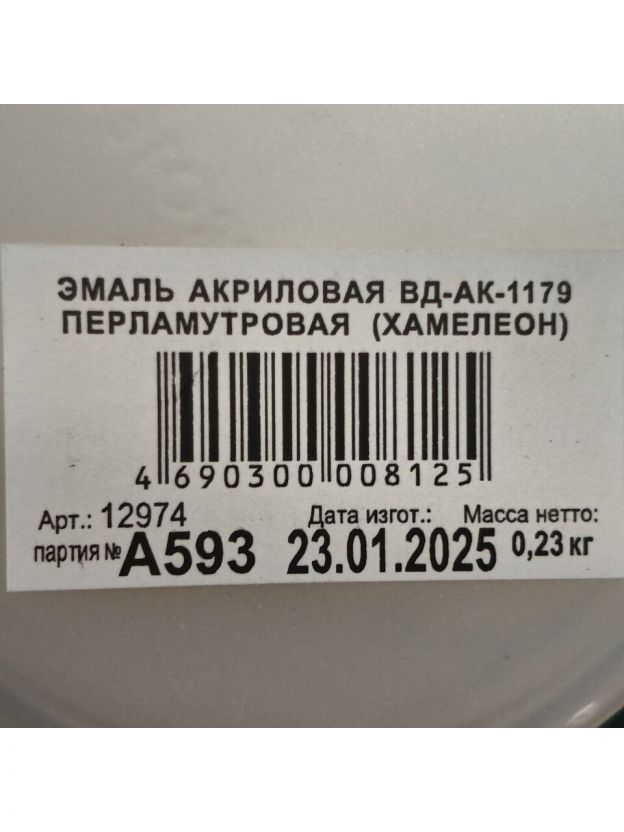 ЭМАЛЬ АКРИЛОВАЯ ВД-АК-1179
ПЕРЛАМУТРОВАЯ (ХАМЕЛЕОН)
4 690300 008125
Арт.: 12974 Дата изгот.: Масса нетто:
партия № А593 23.01.2025 0,23 кг